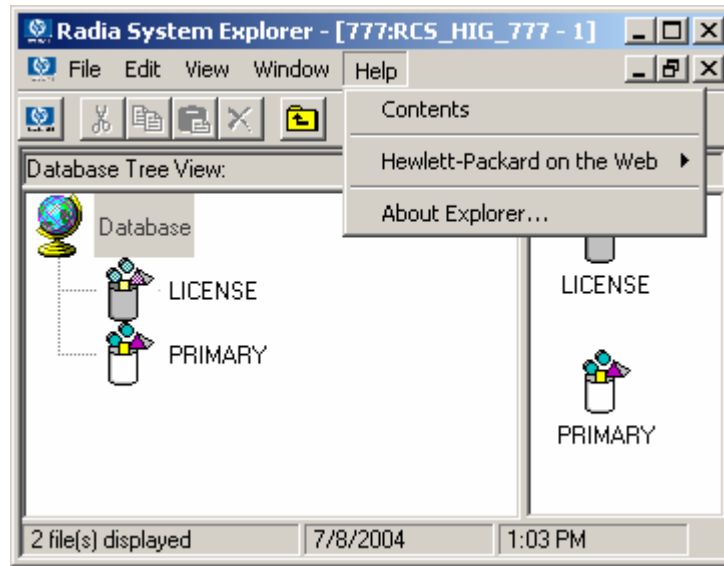 Radia System Explorer - [777:RCS_HIG_777 - 1]
File Edit View Window Help
Contents
Hewlett-Packard on the Web
About Explorer...
Database Tree View:
Database
LICENSE
PRIMARY
LICENSE
PRIMARY
2 file(s) displayed 7/8/2004 1:03 PM